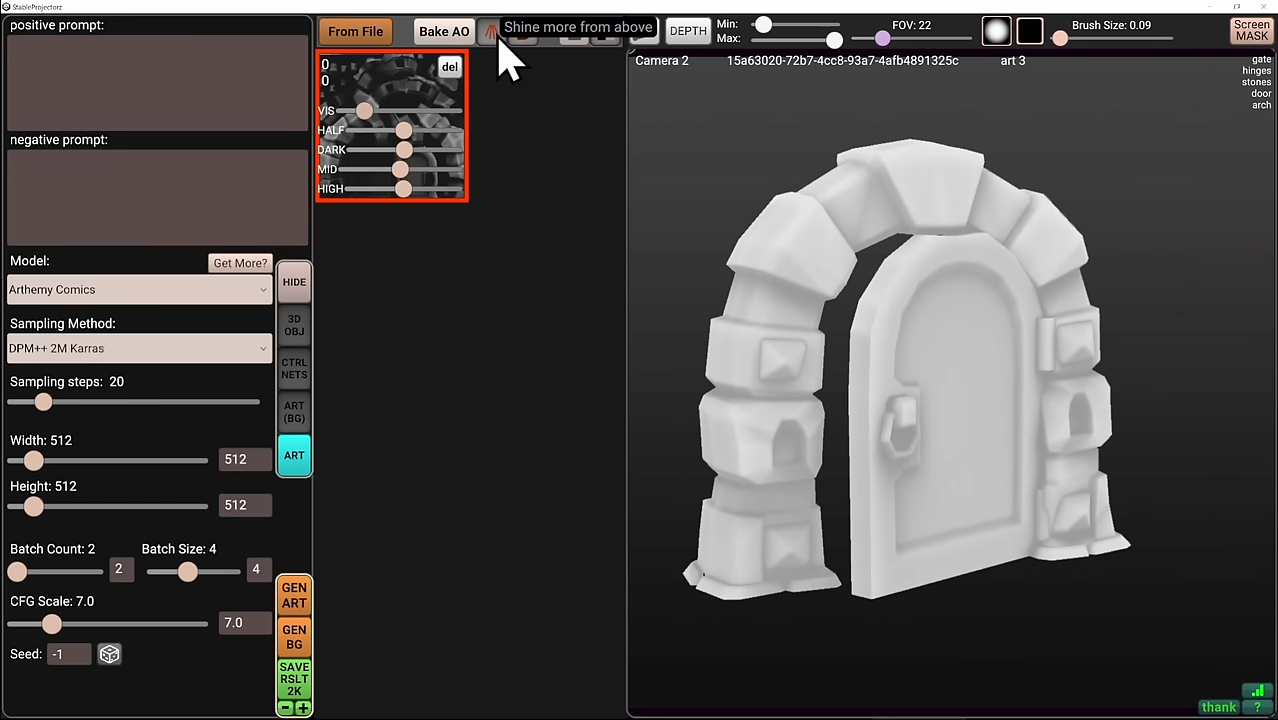 StableProjectorz
positive prompt:
negative prompt:
Model:
Get More?
Arthemy Comics
Sampling Method:
DPM++ 2M Karras
Sampling steps: 20
Width: 512
512
Height: 512
512
Batch Count: 2
Batch Size: 4
2
4
CFG Scale: 7.0
7.0
Seed:
-1
HIDE
3D
OBJ
CTRL
NETS
ART
(BG)
ART
GEN
ART
GEN
BG
SAVE
RSLT
2K
- +
From File
Bake AO
Shine more from above
0
0
del
VIS
HALF
DARK
MID
HIGH
DEPTH
Min:
Max:
FOV: 22
Brush Size: 0.09
Screen
MASK
Camera 2
15a63020-72b7-4cc8-93a7-4afb4891325c
art 3
gate
hinges
stones
door
arch
thank
?